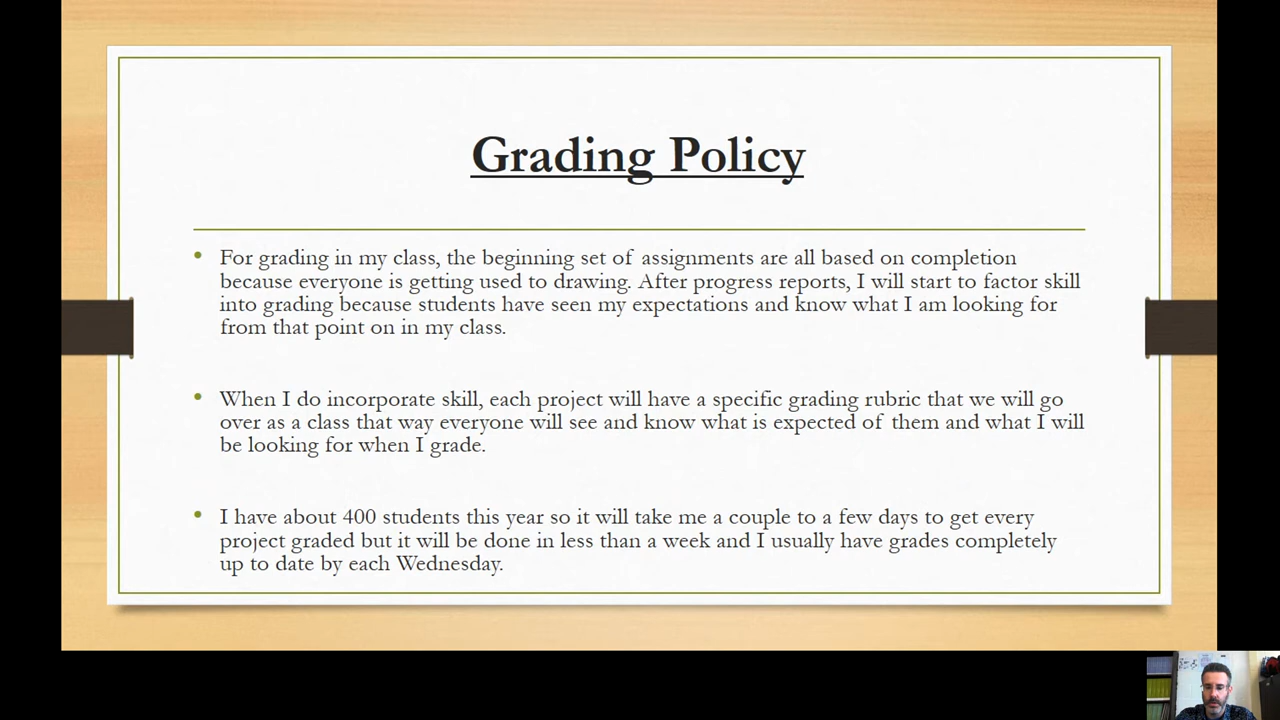 Grading Policy
• For grading in my class, the beginning set of assignments are all based on completion
because everyone is getting used to drawing. After progress reports, I will start to factor skill
into grading because students have seen my expectations and know what I am looking for
from that point on in my class.
• When I do incorporate skill, each project will have a specific grading rubric that we will go
over as a class that way everyone will see and know what is expected of them and what I will
be looking for when I grade.
• I have about 400 students this year so it will take me a couple to a few days to get every
project graded but it will be done in less than a week and I usually have grades completely
up to date by each Wednesday.